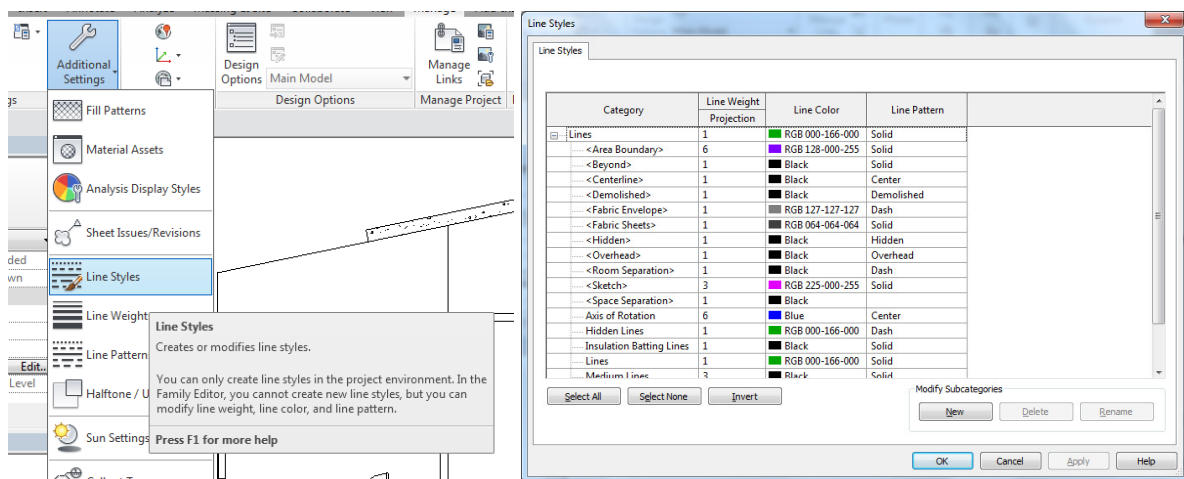 Manage
Additional
Settings
Design
Options
Main Model
Manage
Links
Design Options
Manage Project
gs
Fill Patterns
Material Assets
Analysis Display Styles
Sheet Issues/Revisions
Line Styles
Line Weight
Line Pattern
Halftone / U
Sun Settings
ded
wn
Edit..
Level
Line Styles
Creates or modifies line styles.
You can only create line styles in the project environment. In the
Family Editor, you cannot create new line styles, but you can
modify line weight, line color, and line pattern.
Press F1 for more help
Line Styles
Line Styles
Category Line Weight Line Color Line Pattern
Projection
Lines 1 RGB 000-166-000 Solid
<Area Boundary> 6 RGB 128-000-255 Solid
<Beyond> 1 Black Solid
<Centerline> 1 Black Center
<Demolished> 1 Black Demolished
<Fabric Envelope> 1 RGB 127-127-127 Dash
<Fabric Sheets> 1 RGB 064-064-064 Solid
<Hidden> 1 Black Hidden
<Overhead> 1 Black Overhead
<Room Separation> 1 Black Dash
<Sketch> 3 RGB 225-000-255 Solid
<Space Separation> 1 Black
Axis of Rotation 6 Blue Center
Hidden Lines 1 RGB 000-166-000 Dash
Insulation Batting Lines 1 Black Solid
Lines 1 RGB 000-166-000 Solid
Medium Lines 3 Black Solid
Select All Select None Invert
Modify Subcategories
New Delete Rename
OK Cancel Apply Help